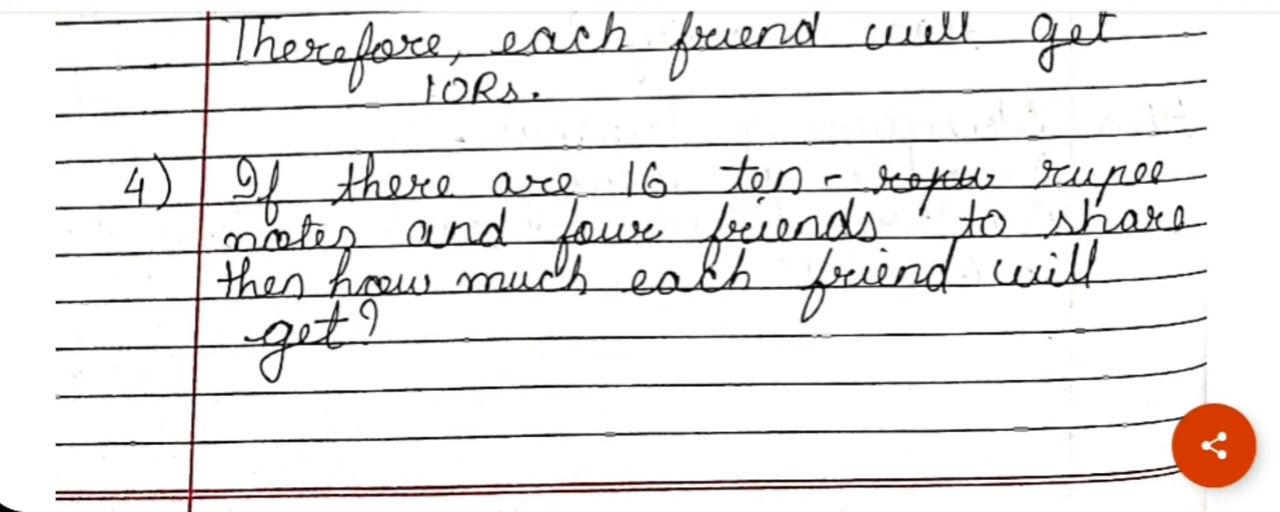 Therefore, each friend will get
10Rs.
4) If there are 16 ten - repu rupee
notes and four friends to share
then how much each friend will
get?